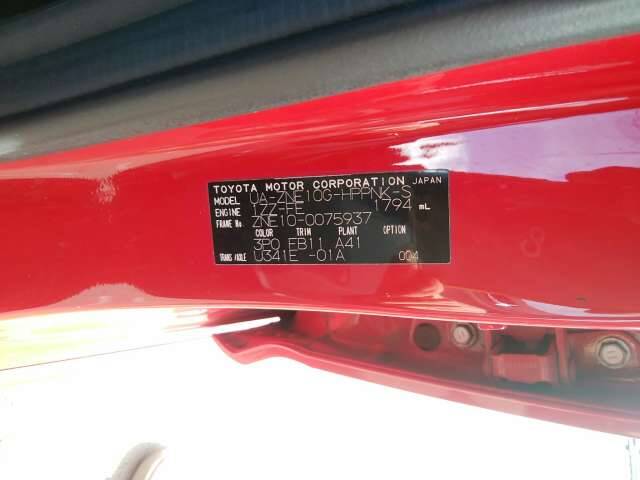 TOYOTA MOTOR CORPORATION JAPAN
MODEL UA-ZNE10G-HPPNK-S
ENGINE 1ZZ-FE 1794 mL
FRAME No. ZNE10-0075937
COLOR TRIM PLANT OPTION
3P0 FB11 A41
TRANS/AXLE U341E -01A 004